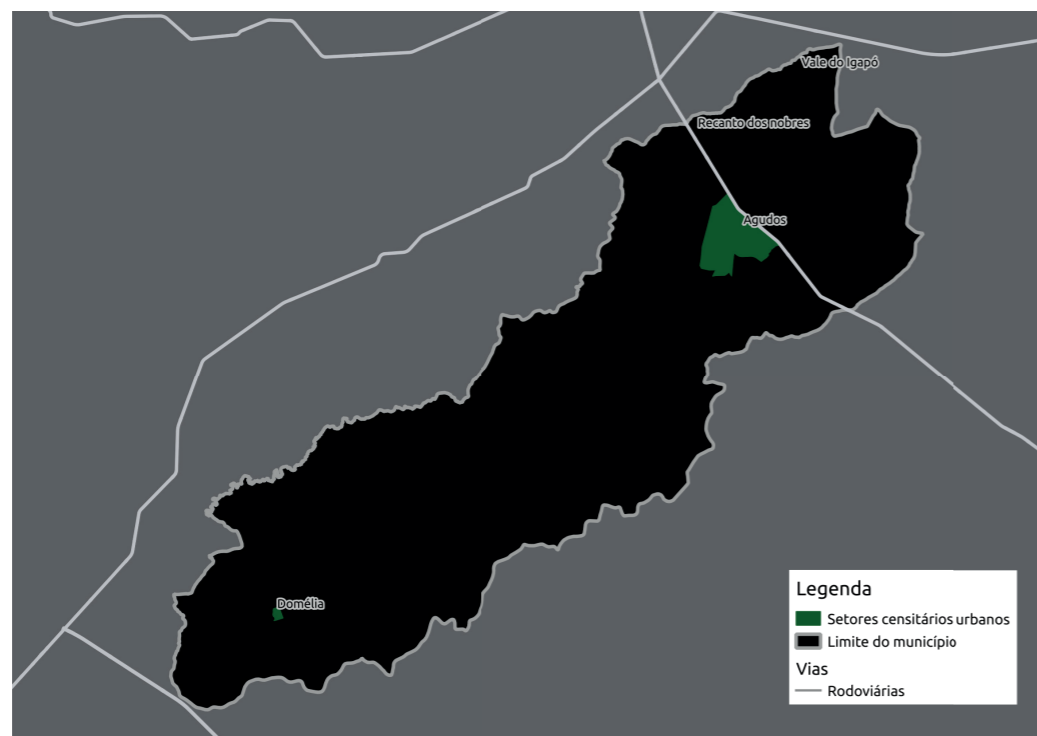 Vale do Igapó
Recanto dos nobres
Agudos
Domélia
Legenda
Setores censitários urbanos
Limite do município
Vias
Rodoviárias